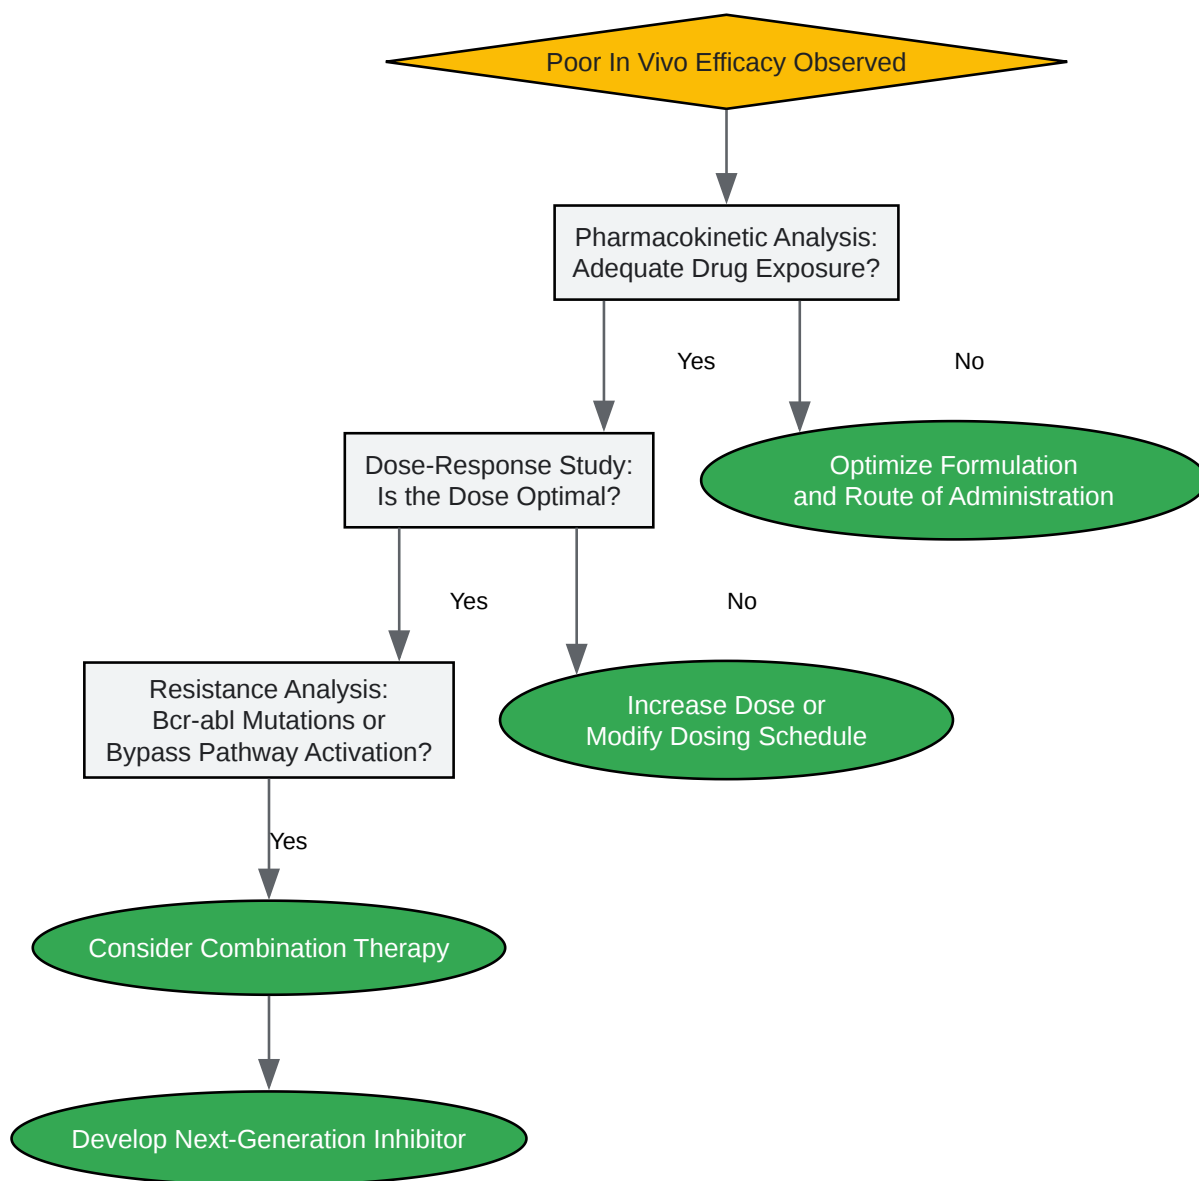 Poor In Vivo Efficacy Observed
Pharmacokinetic Analysis:
Adequate Drug Exposure?
Yes
No
Dose-Response Study:
Is the Dose Optimal?
Optimize Formulation
and Route of Administration
Yes
No
Resistance Analysis:
Bcr-abl Mutations or
Bypass Pathway Activation?
Increase Dose or
Modify Dosing Schedule
Yes
Consider Combination Therapy
Develop Next-Generation Inhibitor